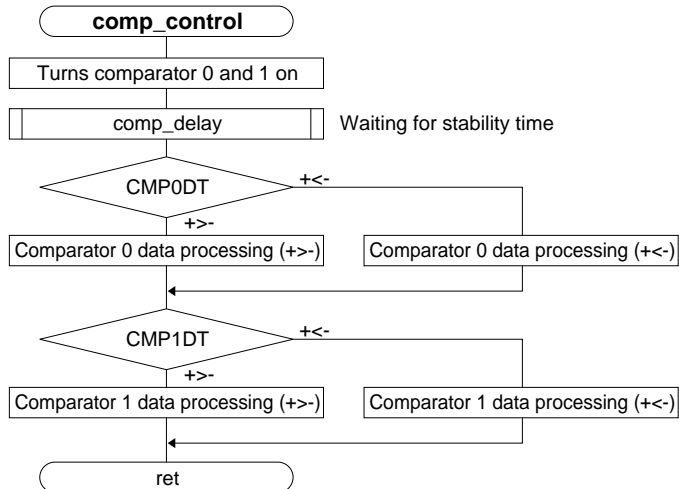 comp_control
Turns comparator 0 and 1 on
comp_delay
Waiting for stability time
CMP0DT
+<-
+>-
Comparator 0 data processing (+>-)
Comparator 0 data processing (+<-)
CMP1DT
+<-
+>-
Comparator 1 data processing (+>-)
Comparator 1 data processing (+<-)
ret